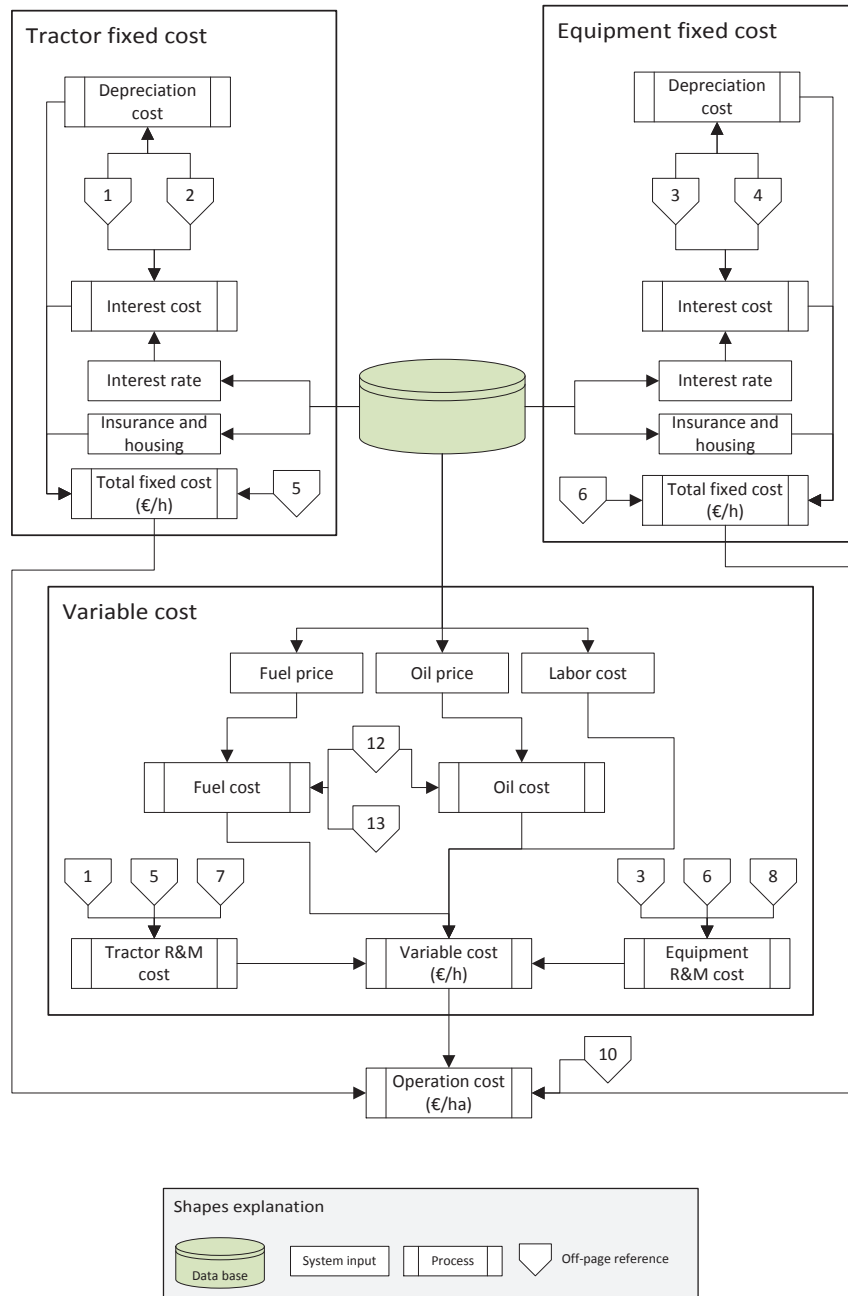 Tractor fixed cost
Depreciation
cost
1
2
Interest cost
Interest rate
Insurance and
housing
Total fixed cost
(€/h)
5
Equipment fixed cost
Depreciation
cost
3
4
Interest cost
Interest rate
Insurance and
housing
6
Total fixed cost
(€/h)
Variable cost
Fuel price
Oil price
Labor cost
12
Fuel cost
Oil cost
13
1
5
7
3
6
8
Tractor R&M
cost
Variable cost
(€/h)
Equipment
R&M cost
10
Operation cost
(€/ha)
Shapes explanation
Data base
System input
Process
Off-page reference